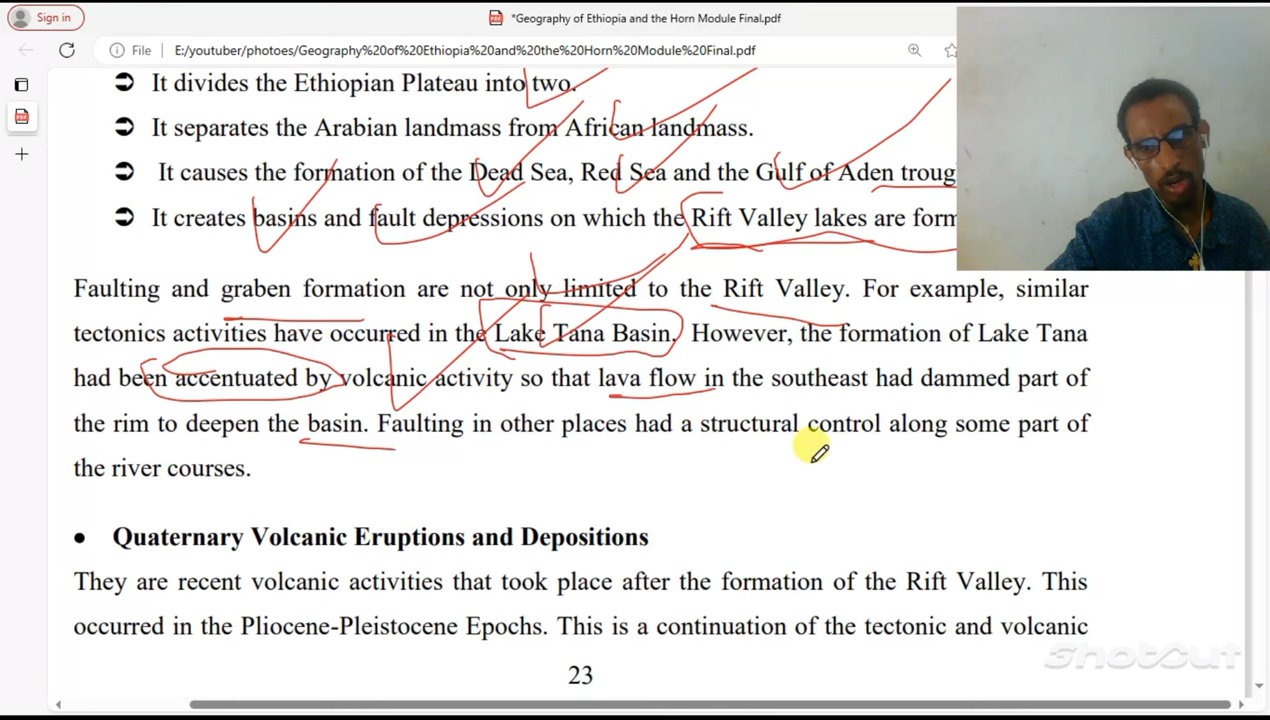 Sign in
*Geography of Ethiopia and the Horn Module Final.pdf
File E:/youtuber/photoes/Geography%20of%20Ethiopia%20and%20the%20Horn%20Module%20Final.pdf
➲ It divides the Ethiopian Plateau into two.
➲ It separates the Arabian landmass from African landmass.
➲ It causes the formation of the Dead Sea, Red Sea and the Gulf of Aden troug
➲ It creates basins and fault depressions on which the Rift Valley lakes are form
Faulting and graben formation are not only limited to the Rift Valley. For example, similar
tectonics activities have occurred in the Lake Tana Basin. However, the formation of Lake Tana
had been accentuated by volcanic activity so that lava flow in the southeast had dammed part of
the rim to deepen the basin. Faulting in other places had a structural control along some part of
the river courses.
• Quaternary Volcanic Eruptions and Depositions
They are recent volcanic activities that took place after the formation of the Rift Valley. This
occurred in the Pliocene-Pleistocene Epochs. This is a continuation of the tectonic and volcanic
shotcut
23